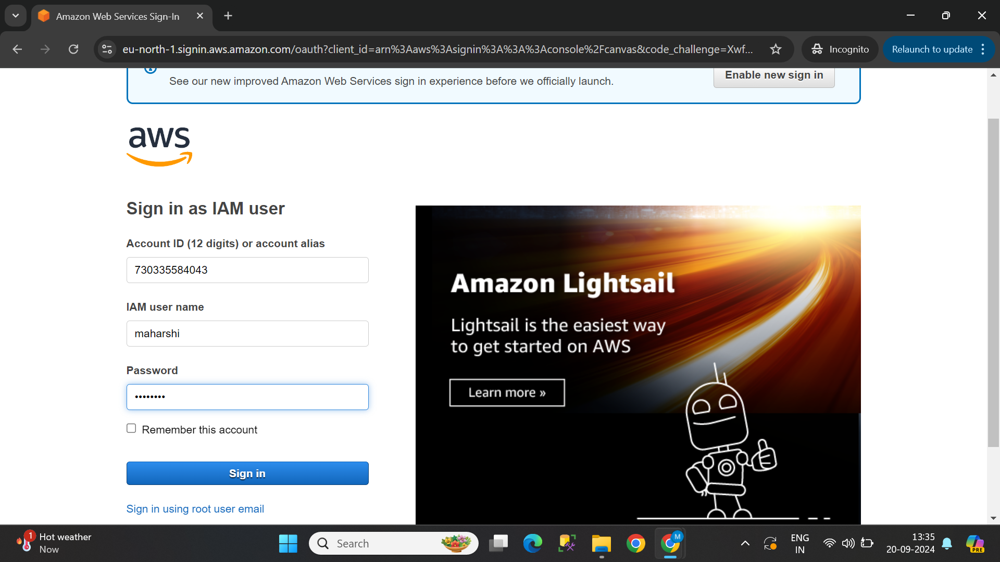 Amazon Web Services Sign-In
eu-north-1.signin.aws.amazon.com/oauth?client_id=arn%3Aaws%3Asignin%3A%3A%3Aconsole%2Fcanvas&code_challenge=Xwf...
Incognito
Relaunch to update
See our new improved Amazon Web Services sign in experience before we officially launch.
Enable new sign in
aws
Sign in as IAM user
Account ID (12 digits) or account alias
730335584043
IAM user name
maharshi
Password
••••••••
Remember this account
Sign in
Sign in using root user email
Amazon Lightsail
Lightsail is the easiest way
to get started on AWS
Learn more »
1
Hot weather
Now
Search
M
ENG
IN
13:35
20-09-2024
PRE